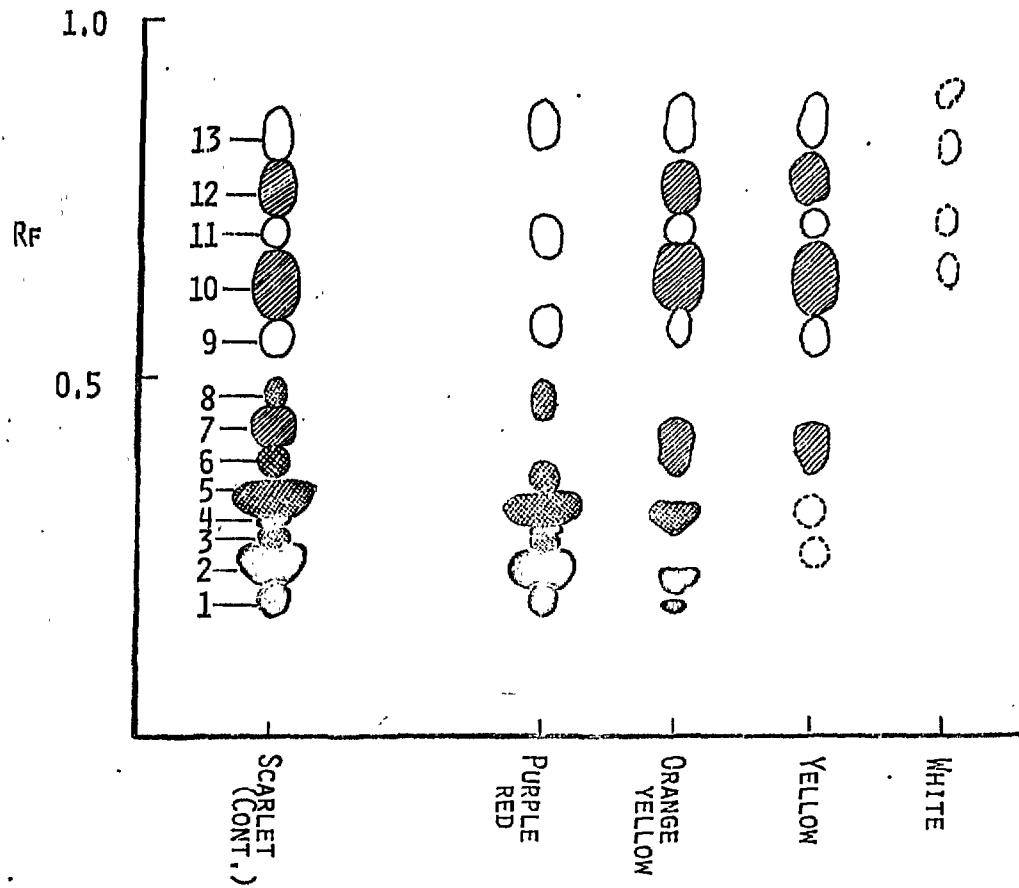 1.0
RF
0.5
13
12
11
10
9
8
7
6
5
4
3
2
1
SCARLET
(CONT.)
PURPLE
RED
ORANGE
YELLOW
YELLOW
WHITE